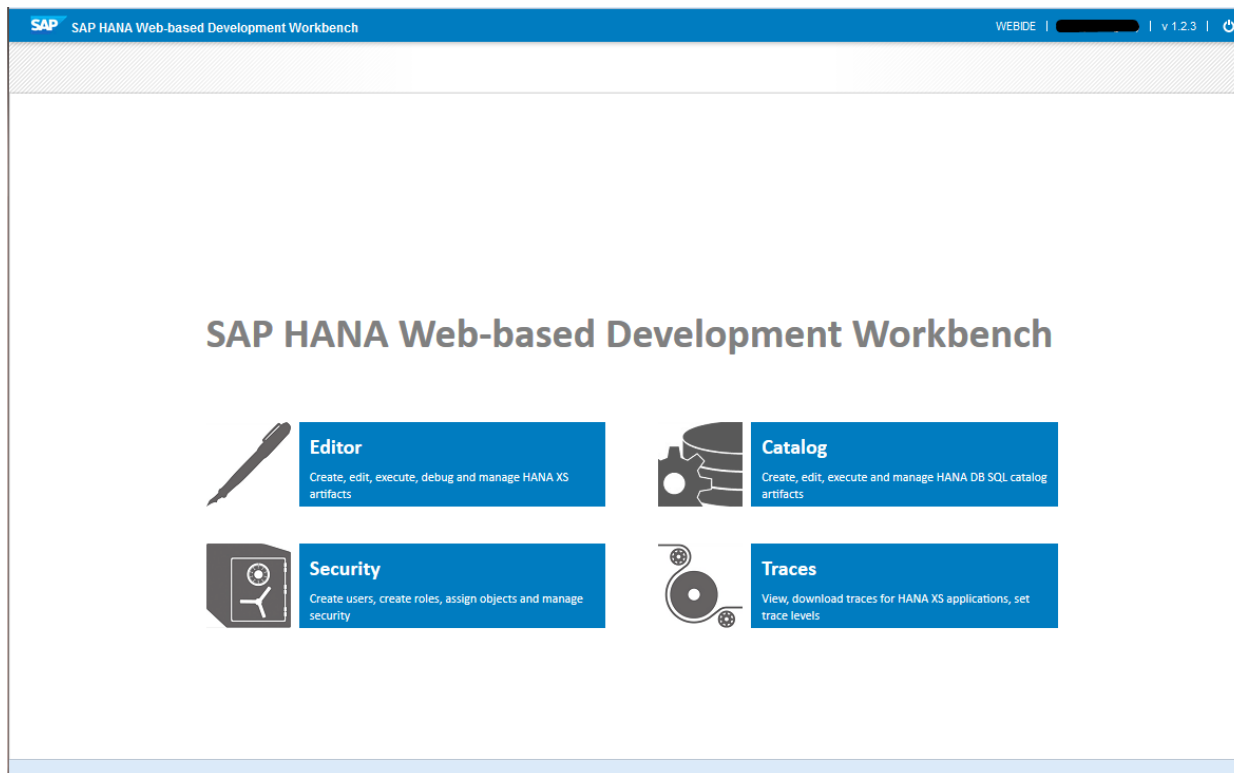 SAP SAP HANA Web-based Development Workbench WEBIDE | | v 1.2.3 |
SAP HANA Web-based Development Workbench
Editor
Create, edit, execute, debug and manage HANA XS
artifacts
Catalog
Create, edit, execute and manage HANA DB SQL catalog
artifacts
Security
Create users, create roles, assign objects and manage
security
Traces
View, download traces for HANA XS applications, set
trace levels